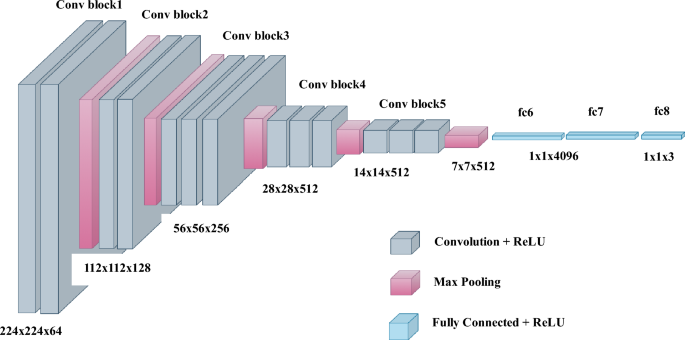 Conv block1
Conv block2
Conv block3
Conv block4
Conv block5
fc6
fc7
fc8
224x224x64
112x112x128
56x56x256
28x28x512
14x14x512
7x7x512
1x1x4096
1x1x3
Convolution + ReLU
Max Pooling
Fully Connected + ReLU